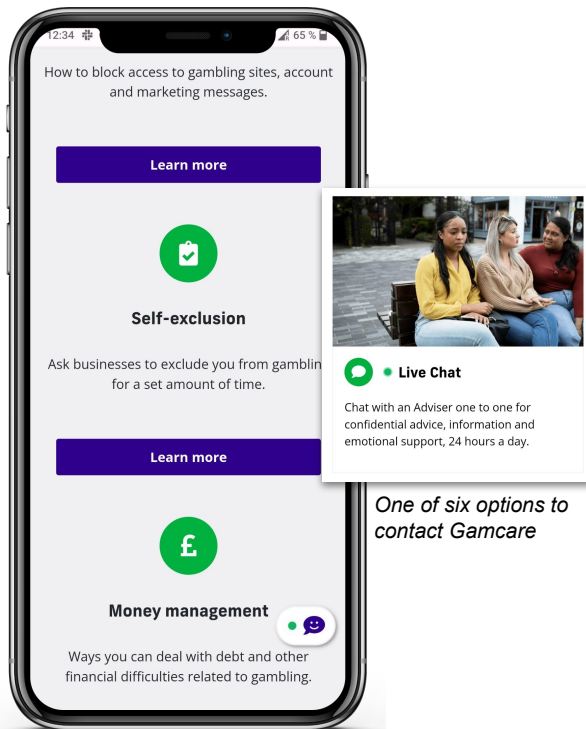 12:34
65 %
How to block access to gambling sites, account
and marketing messages.
Learn more
Self-exclusion
Ask businesses to exclude you from gamblin
for a set amount of time.
Learn more
£
Money management
Ways you can deal with debt and other
financial difficulties related to gambling.
Live Chat
Chat with an Adviser one to one for
confidential advice, information and
emotional support, 24 hours a day.
One of six options to
contact Gamcare